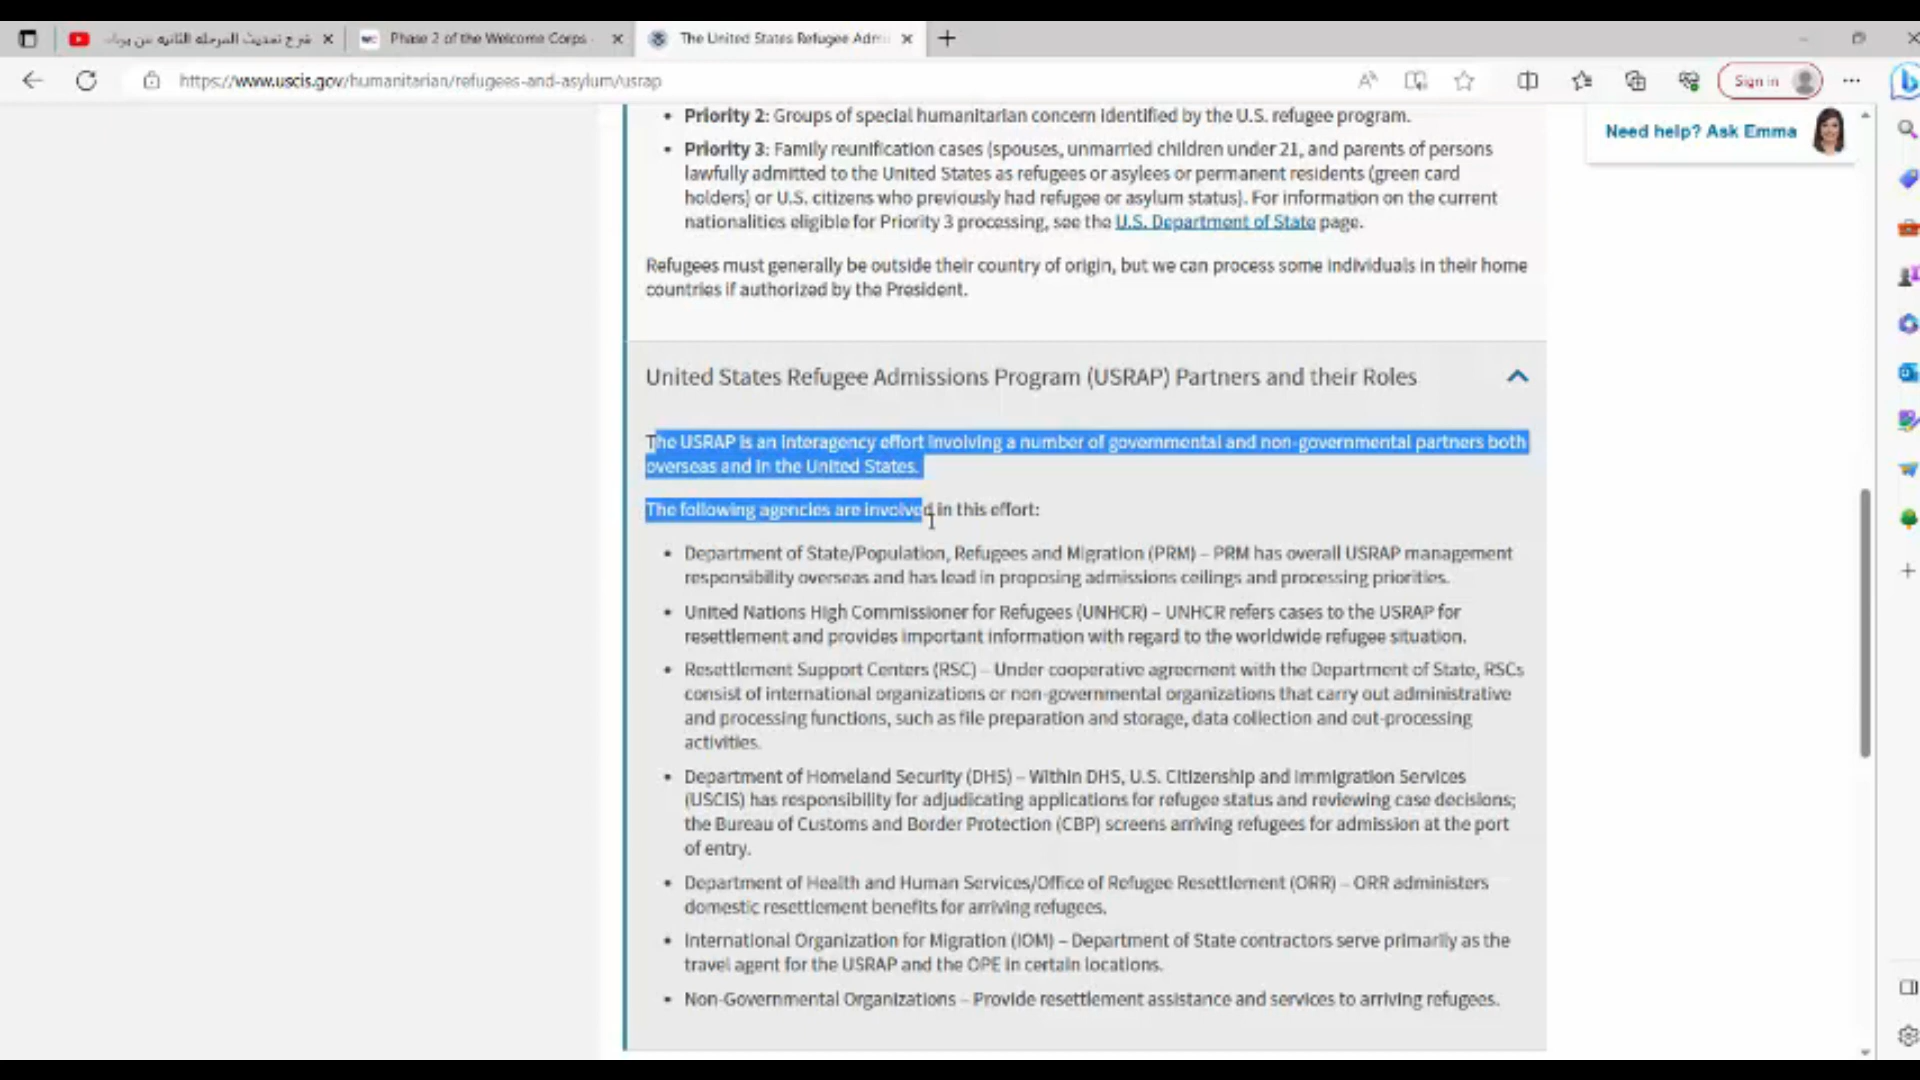 شرح تحديث المرحله الثانيه من
Phase 2 of the Welcome Corps -
The United States Refugee Adm
https://www.uscis.gov/humanitarian/refugees-and-asylum/usrap
Sign in
Need help? Ask Emma
• Priority 2: Groups of special humanitarian concern identified by the U.S. refugee program.
• Priority 3: Family reunification cases (spouses, unmarried children under 21, and parents of persons
lawfully admitted to the United States as refugees or asylees or permanent residents (green card
holders) or U.S. citizens who previously had refugee or asylum status). For information on the current
nationalities eligible for Priority 3 processing, see the U.S. Department of State page.
Refugees must generally be outside their country of origin, but we can process some individuals in their home
countries if authorized by the President.
United States Refugee Admissions Program (USRAP) Partners and their Roles
The USRAP is an interagency effort involving a number of governmental and non-governmental partners both
overseas and in the United States.
The following agencies are involved in this effort:
• Department of State/Population, Refugees and Migration (PRM) – PRM has overall USRAP management
responsibility overseas and has lead in proposing admissions ceilings and processing priorities.
• United Nations High Commissioner for Refugees (UNHCR) – UNHCR refers cases to the USRAP for
resettlement and provides important information with regard to the worldwide refugee situation.
• Resettlement Support Centers (RSC) – Under cooperative agreement with the Department of State, RSCs
consist of international organizations or non-governmental organizations that carry out administrative
and processing functions, such as file preparation and storage, data collection and out-processing
activities.
• Department of Homeland Security (DHS) – Within DHS, U.S. Citizenship and Immigration Services
(USCIS) has responsibility for adjudicating applications for refugee status and reviewing case decisions;
the Bureau of Customs and Border Protection (CBP) screens arriving refugees for admission at the port
of entry.
• Department of Health and Human Services/Office of Refugee Resettlement (ORR) – ORR administers
domestic resettlement benefits for arriving refugees.
• International Organization for Migration (IOM) – Department of State contractors serve primarily as the
travel agent for the USRAP and the OPE in certain locations.
• Non-Governmental Organizations – Provide resettlement assistance and services to arriving refugees.